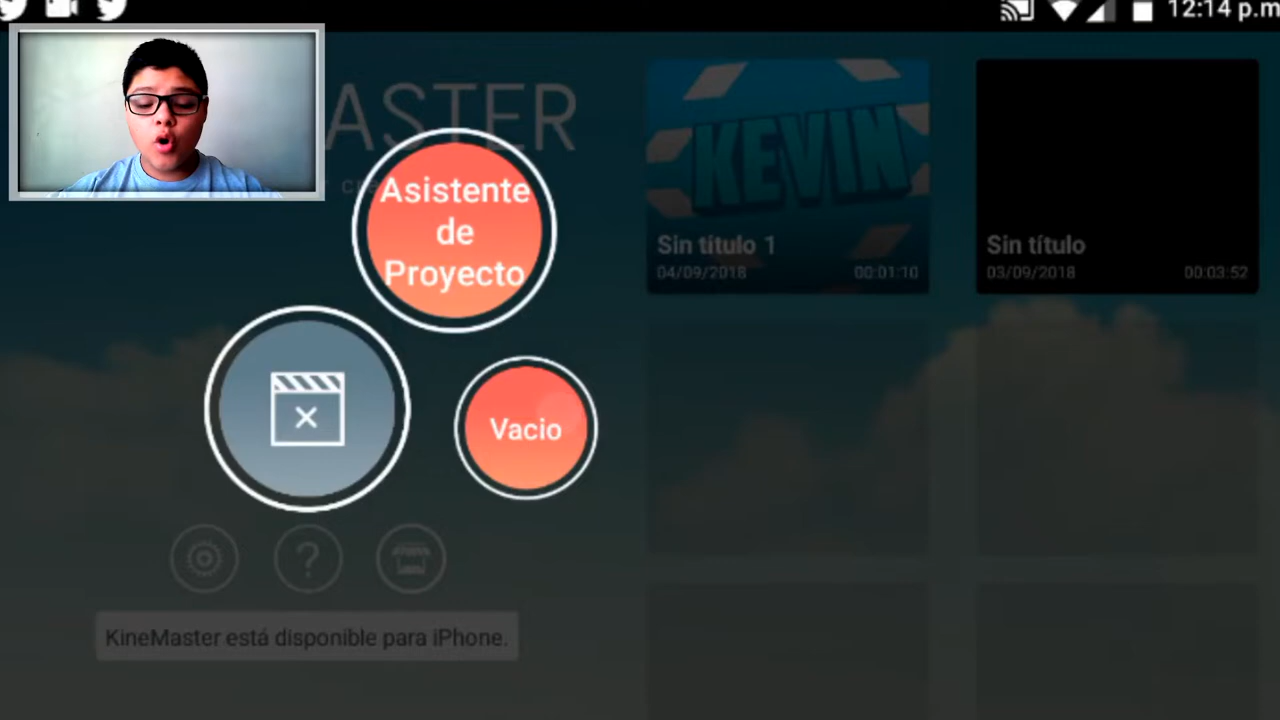 12:14 p.m
ASTER
Asistente
de
Proyecto
KEVIN
Sin título 1
04/09/2018
00:01:10
Sin título
03/09/2018
00:03:52
Vacio
?
KineMaster está disponible para iPhone.